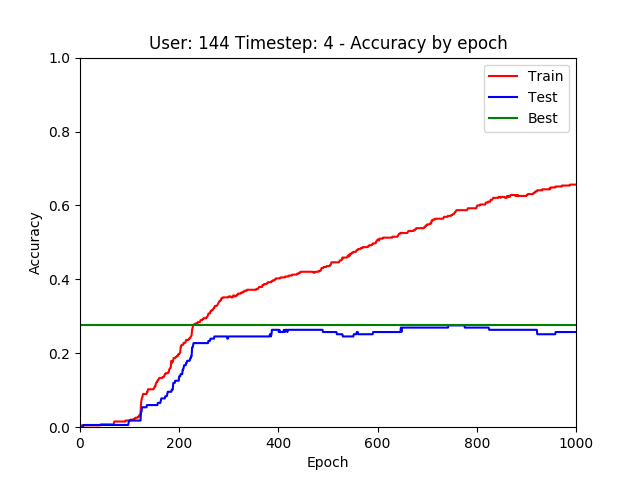 User: 144 Timestep: 4 - Accuracy by epoch
1.0
0.8
0.6
0.4
0.2
0.0
Accuracy
Train
Test
Best
0 200 400 600 800 1000
Epoch